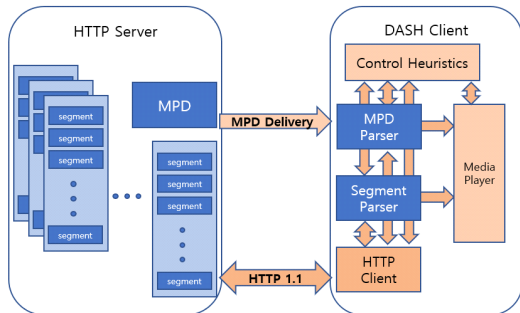 HTTP Server
MPD
segment
segment
segment
segment
segment
segment
segment
segment
MPD Delivery
HTTP 1.1
DASH Client
Control Heuristics
MPD
Parser
Segment
Parser
HTTP
Client
Media
Player